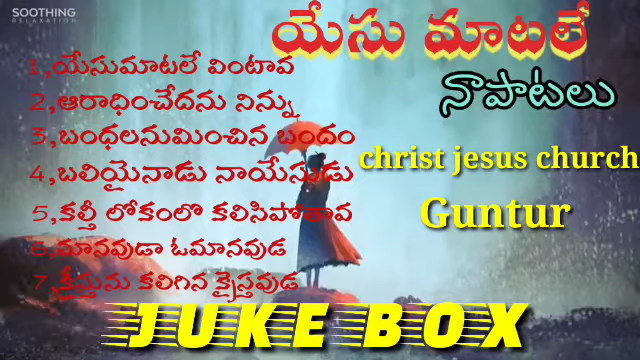 SOOTHING
RELAXATION
యేసు మాటలే
నాపాటలు
1,యేసుమాటలే వింటావ
2,ఆరాధించేదను నిన్ను
3,బంధలనుమించిన బందం
4,బలియైనాడు నాయేసుడు
5,కల్తీ లోకంలొ కలిసిపోతావ
6,మానవుడా ఓమానవుడ
7,క్రీస్తును కలిగిన క్రైస్తవుడ
christ jesus church
Guntur
JUKE BOX